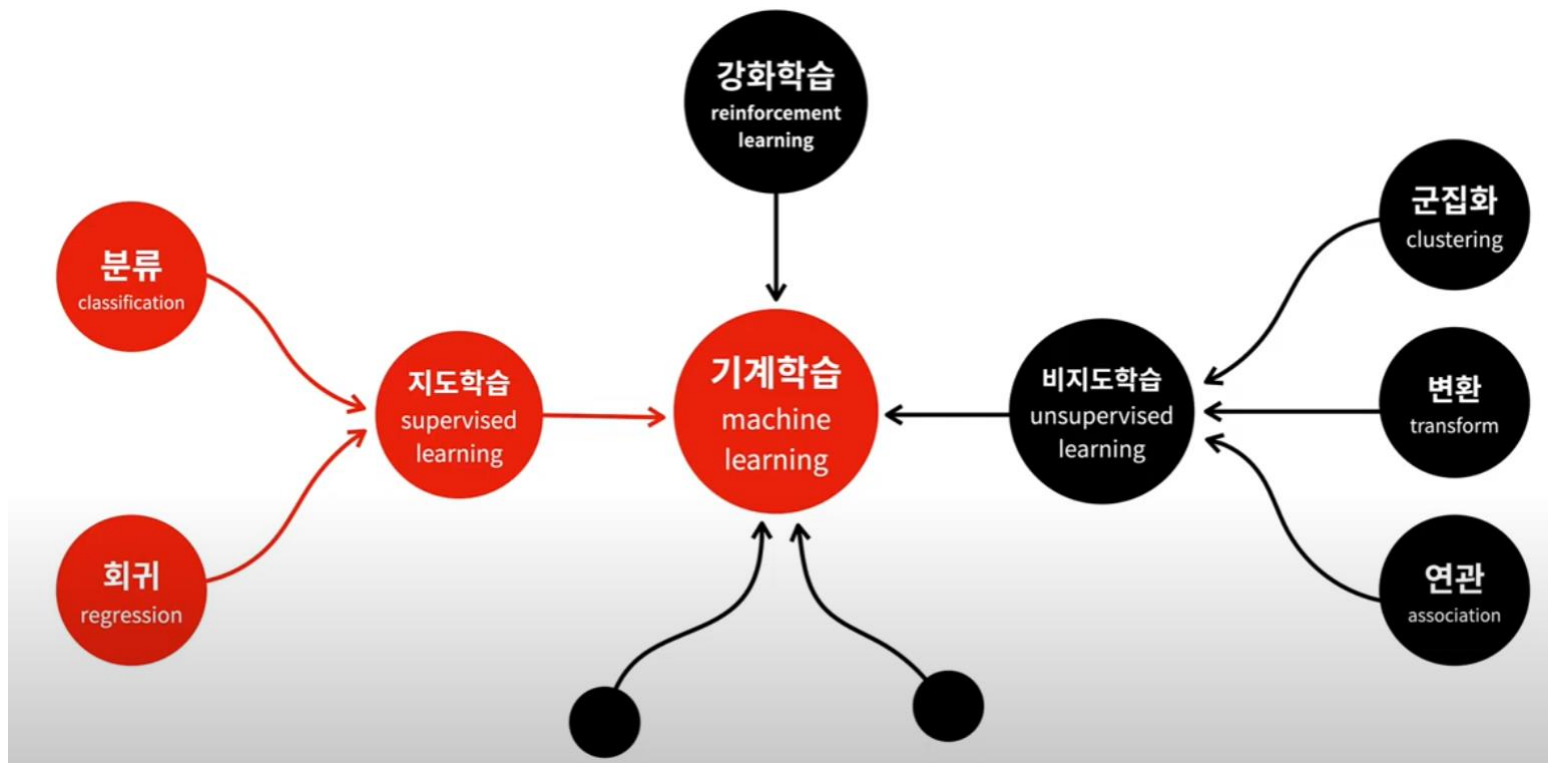 강화학습
reinforcement
learning
분류
classification
회귀
regression
지도학습
supervised
learning
기계학습
machine
learning
비지도학습
unsupervised
learning
군집화
clustering
변환
transform
연관
association